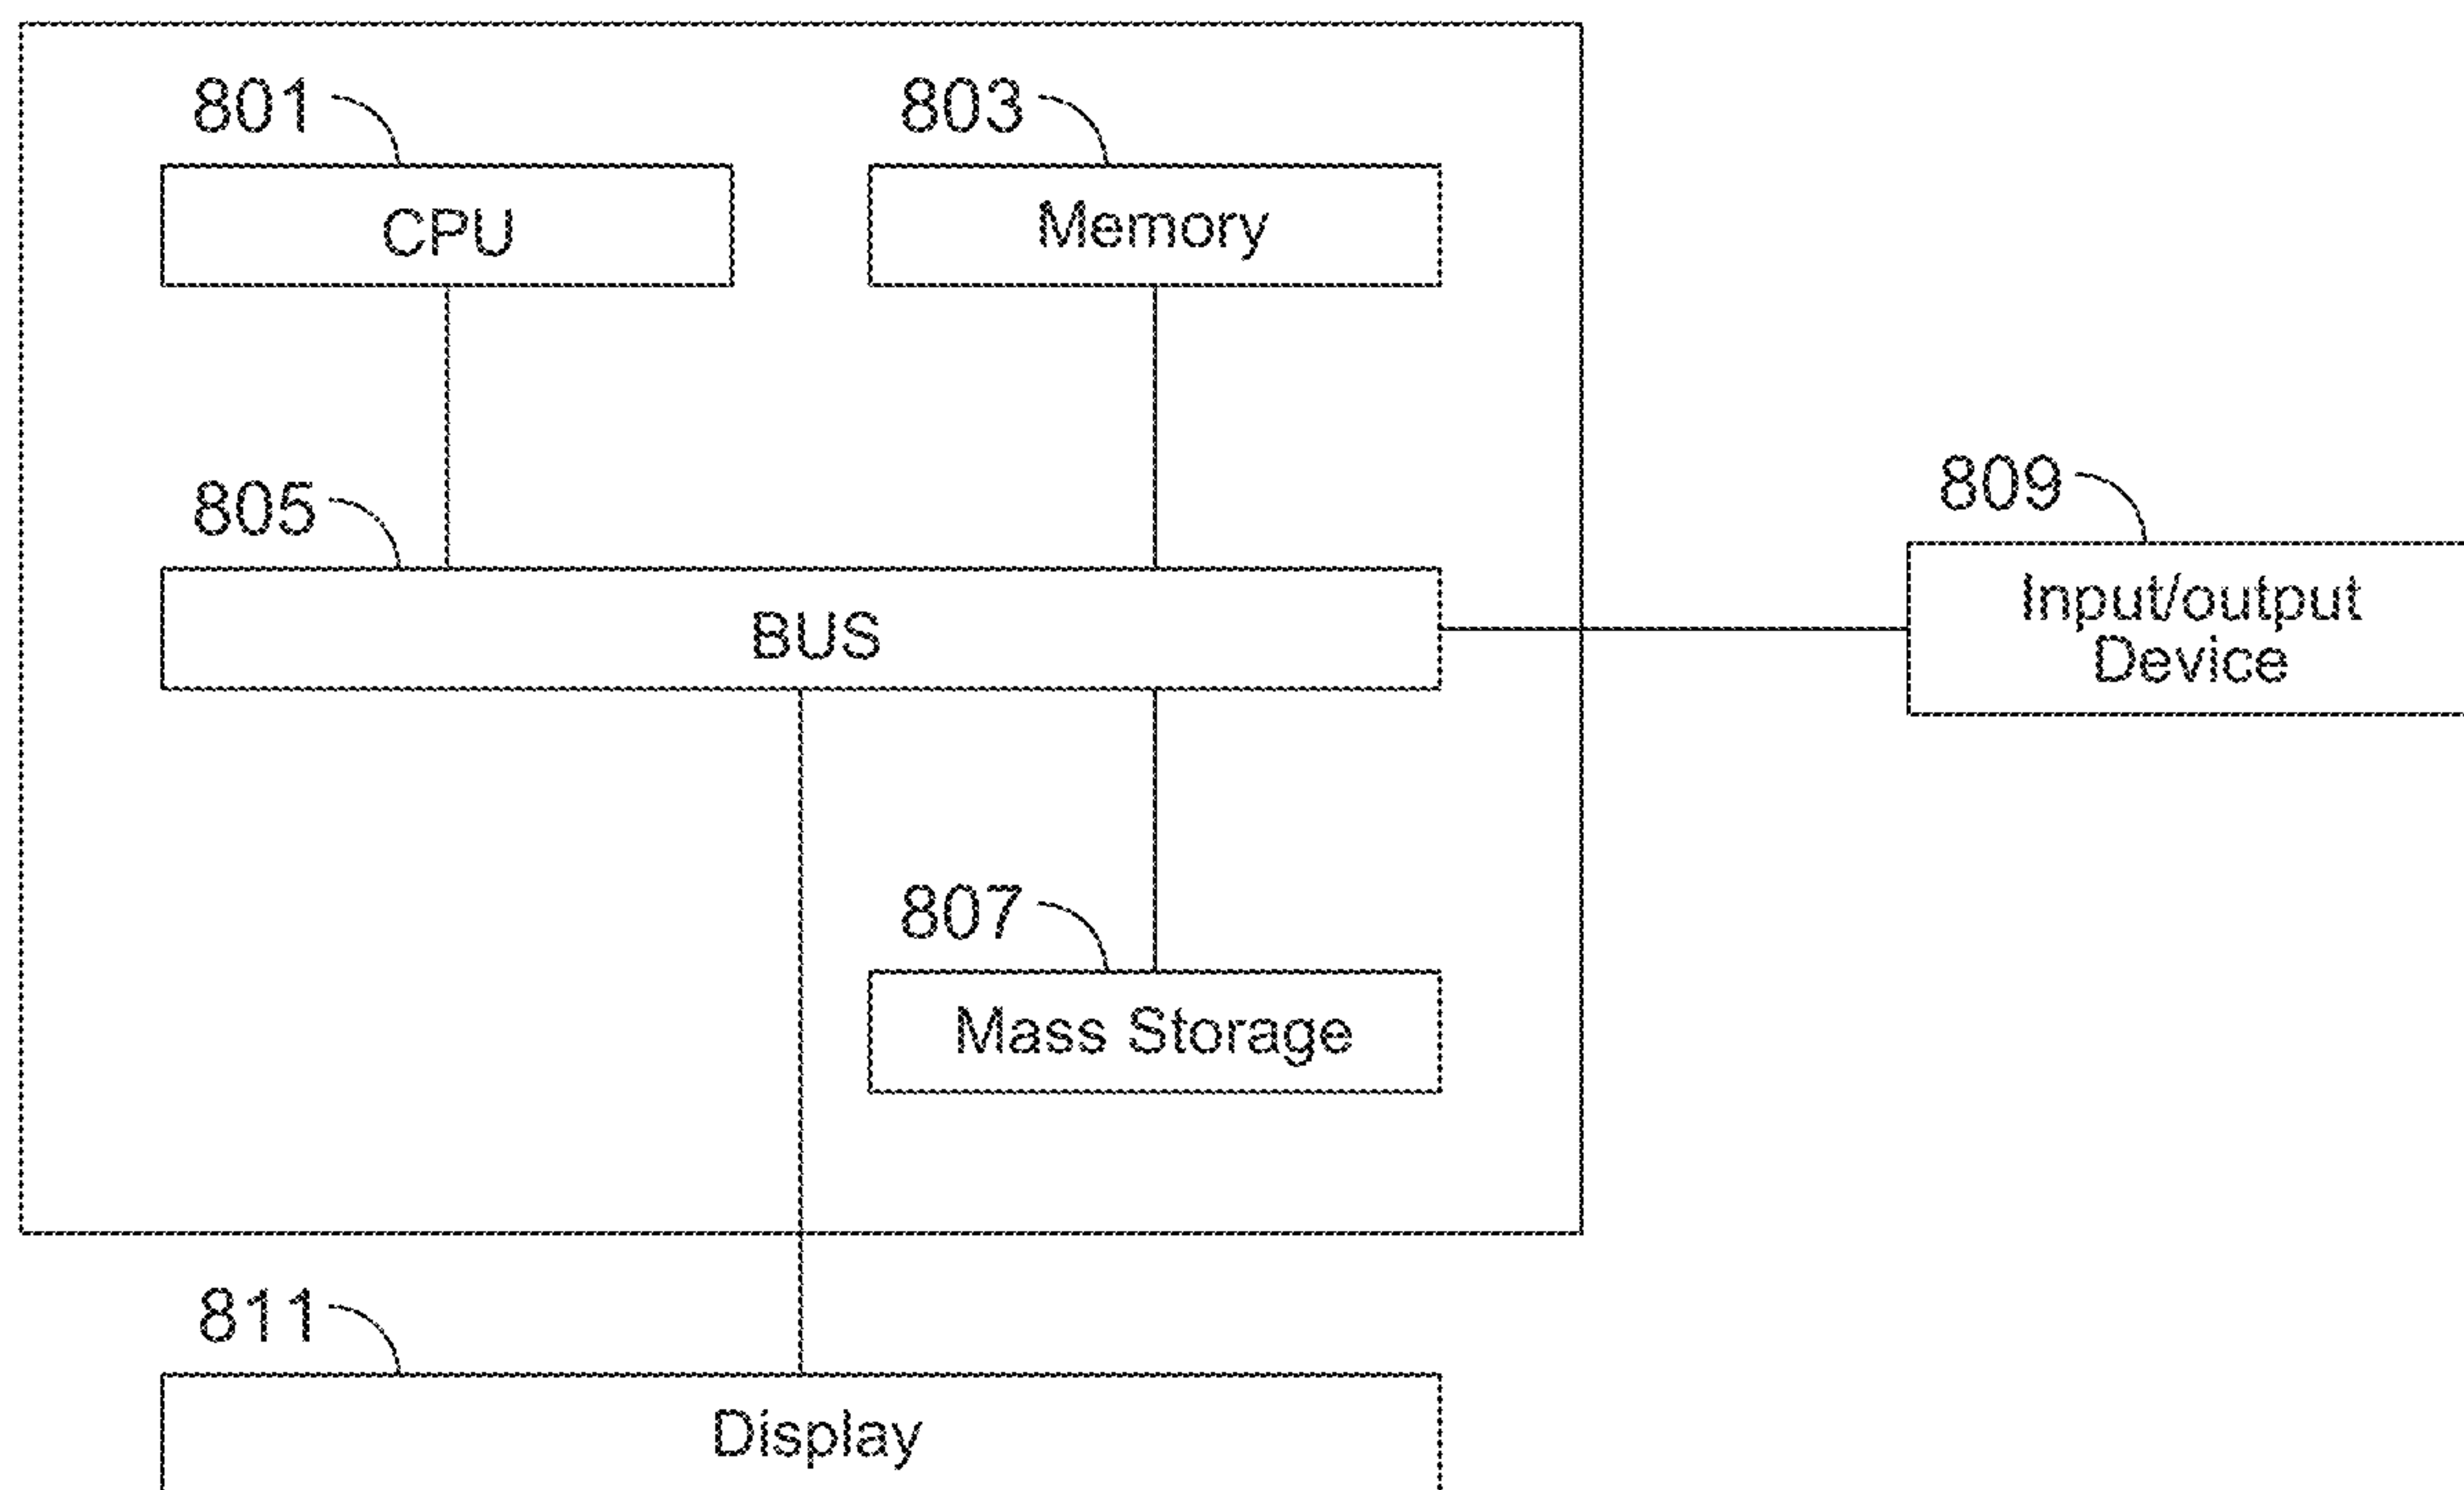 801
803
CPU
Memory
805
809
BUS
Input/output
Device
807
Mass Storage
811
Display